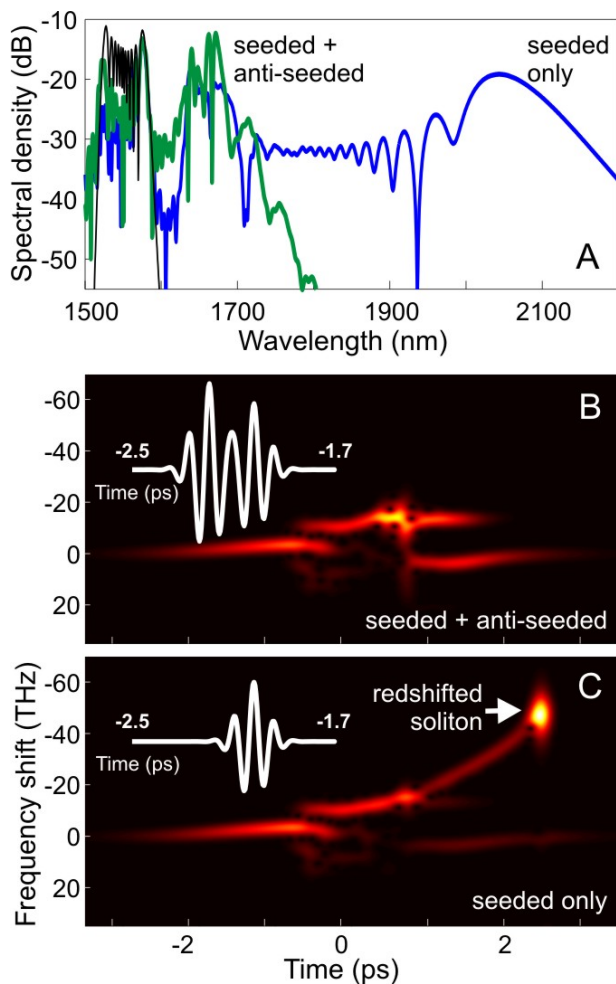 -10
-20
-30
-40
-50
Spectral density (dB)
seeded +
anti-seeded
seeded
only
A
1500
1700
1900
2100
Wavelength (nm)
B
-60
-40
-20
0
20
-2.5
-1.7
Time (ps)
seeded + anti-seeded
C
-60
-40
-20
0
20
Frequency shift (THz)
-2.5
-1.7
Time (ps)
redshifted
soliton
seeded only
-2
0
2
Time (ps)